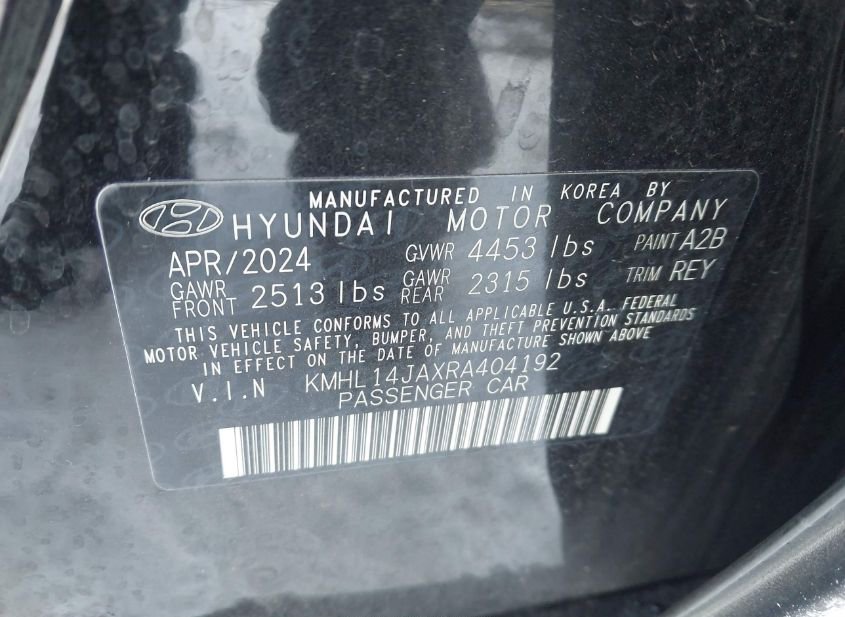 MANUFACTURED IN KOREA BY
HYUNDAI MOTOR COMPANY
APR/2024 GVWR 4453 lbs PAINT A2B
GAWR FRONT 2513 lbs GAWR REAR 2315 lbs TRIM REY
THIS VEHICLE CONFORMS TO ALL APPLICABLE U.S.A. FEDERAL
MOTOR VEHICLE SAFETY, BUMPER, AND THEFT PREVENTION STANDARDS
IN EFFECT ON THE DATE OF MANUFACTURE SHOWN ABOVE
V.I.N KMHL14JAXRA404192
PASSENGER CAR